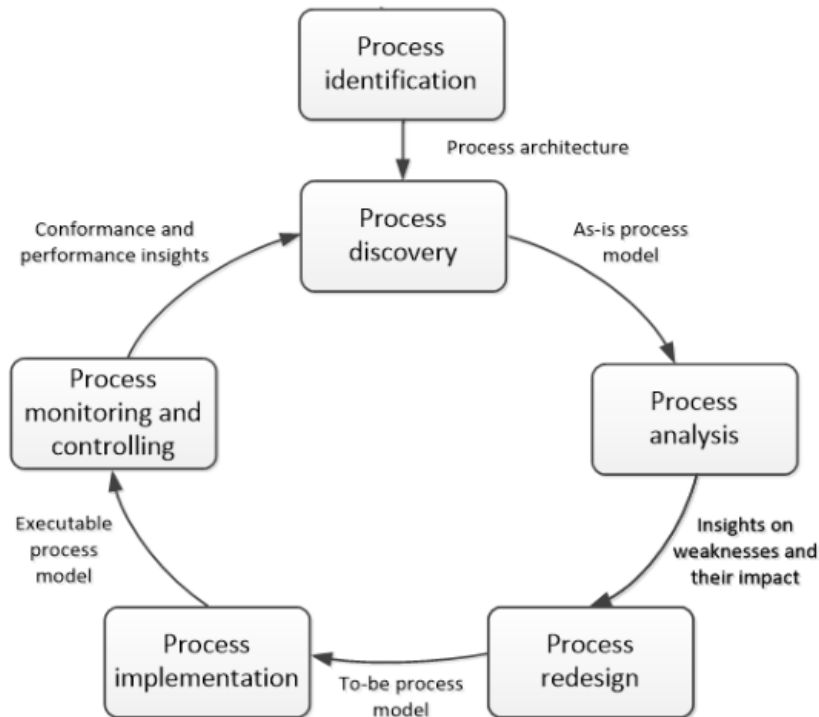 Process
identification
Process architecture
Process
discovery
As-is process
model
Process
analysis
Insights on
weaknesses and
their impact
Process
redesign
To-be process
model
Process
implementation
Executable
process
model
Process
monitoring and
controlling
Conformance and
performance insights